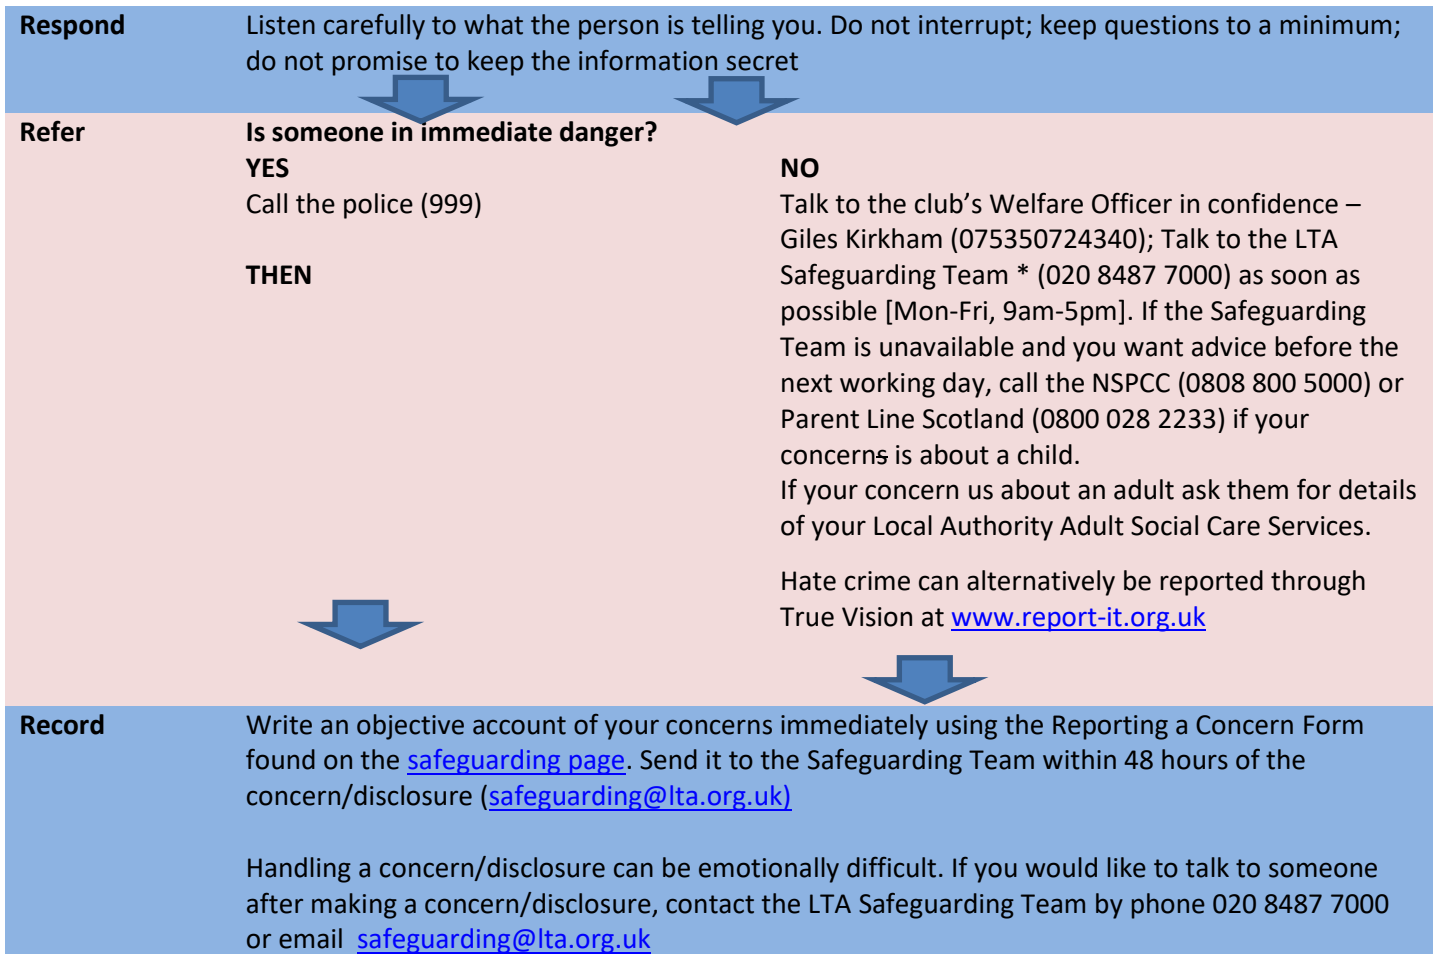 Respond
Listen carefully to what the person is telling you. Do not interrupt; keep questions to a minimum;
do not promise to keep the information secret
Refer
Is someone in immediate danger?
YES
Call the police (999)
THEN
NO
Talk to the club’s Welfare Officer in confidence –
Giles Kirkham (075350724340); Talk to the LTA
Safeguarding Team * (020 8487 7000) as soon as
possible [Mon-Fri, 9am-5pm]. If the Safeguarding
Team is unavailable and you want advice before the
next working day, call the NSPCC (0808 800 5000) or
Parent Line Scotland (0800 028 2233) if your
concerns is about a child.
If your concern us about an adult ask them for details
of your Local Authority Adult Social Care Services.
Hate crime can alternatively be reported through
True Vision at www.report-it.org.uk
Record
Write an objective account of your concerns immediately using the Reporting a Concern Form
found on the safeguarding page. Send it to the Safeguarding Team within 48 hours of the
concern/disclosure (safeguarding@lta.org.uk)
Handling a concern/disclosure can be emotionally difficult. If you would like to talk to someone
after making a concern/disclosure, contact the LTA Safeguarding Team by phone 020 8487 7000
or email safeguarding@lta.org.uk